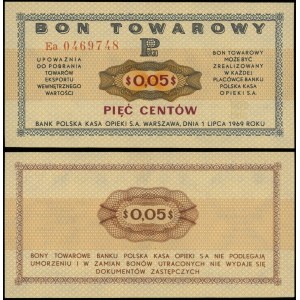 BON TOWAROWY
Ea 0469748
UPOWAŻNIA
DO POBRANIA
TOWARÓW
EKSPORTU
WEWNĘTRZNEGO
WARTOŚCI
$0,05$
BON TOWAROWY
MOŻE BYĆ
ZREALIZOWANY
W KAŻDEJ
PLACÓWCE BANKU
POLSKA KASA
OPIEKI S.A.
PIĘĆ CENTÓW
BANK POLSKA KASA OPIEKI S.A. WARSZAWA, DNIA 1 LIPCA 1969 ROKU
$0,05$
BONY TOWAROWE BANKU POLSKA KASA OPIEKI S.A NIE PODLEGAJĄ
UMORZENIU I W ZAMIAN BONÓW UTRACONYCH NIE WYDAJE SIĘ
DOKUMENTÓW ZASTĘPCZYCH